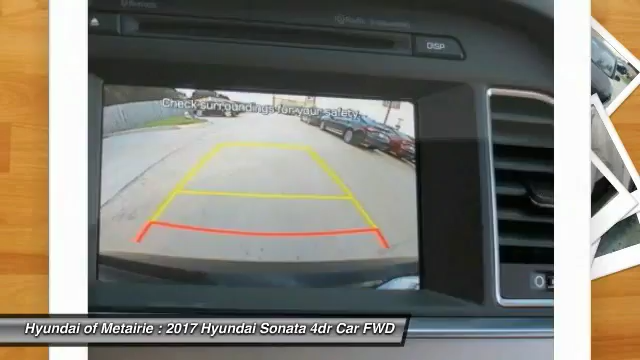 DISP
Check surroundings for your safety.
Hyundai of Metairie : 2017 Hyundai Sonata 4dr Car FWD